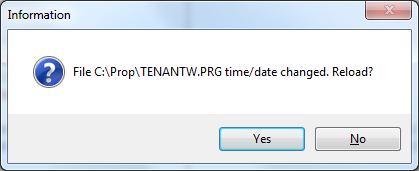 Information
File C:\Prop\TENANTW.PRG time/date changed. Reload?
Yes
No